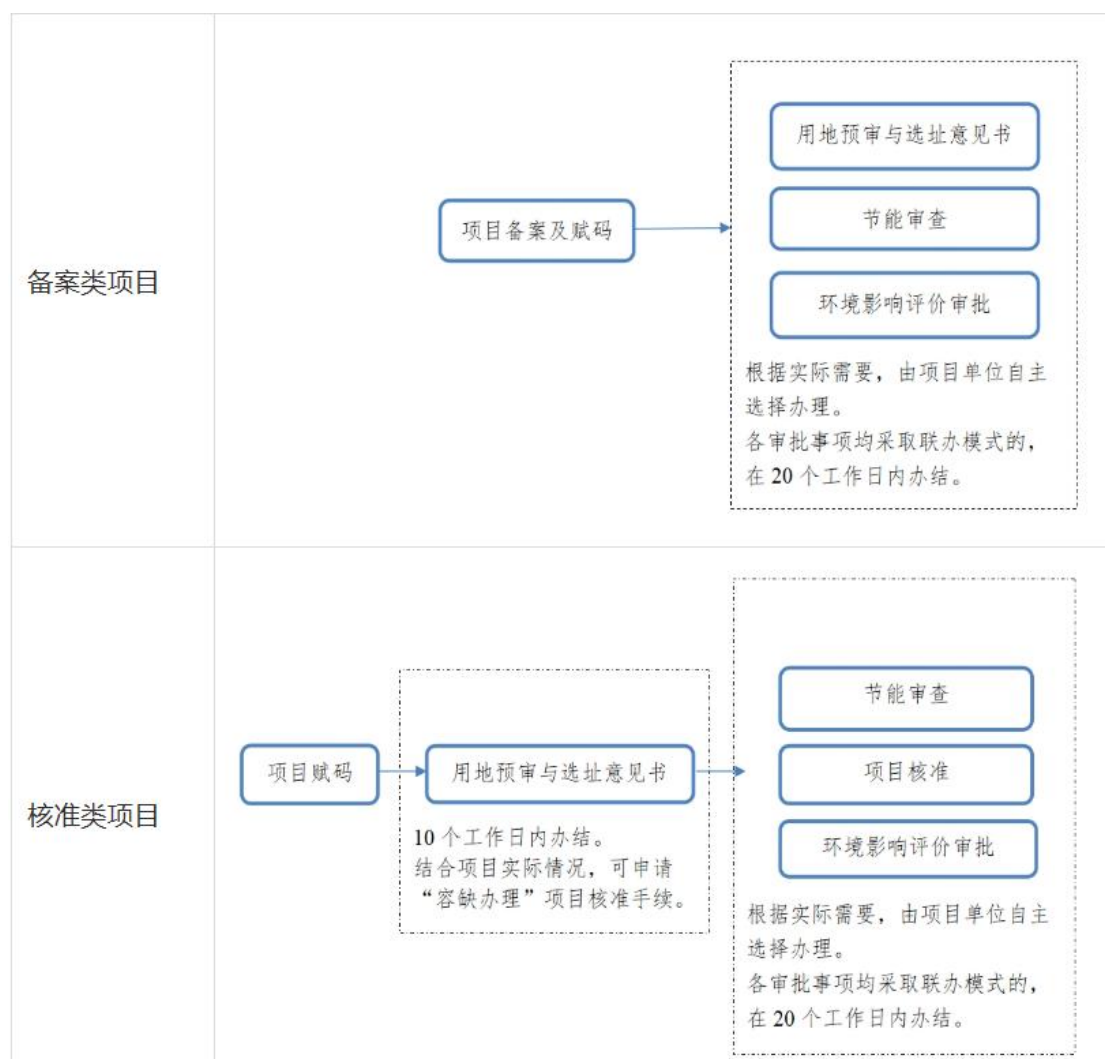 备案类项目
项目备案及赋码
用地预审与选址意见书
节能审查
环境影响评价审批
根据实际需要，由项目单位自主
选择办理。
各审批事项均采取联办模式的，
在 20 个工作日内办结。
核准类项目
项目赋码
用地预审与选址意见书
10 个工作日内办结。
结合项目实际情况，可申请
“容缺办理”项目核准手续。
节能审查
项目核准
环境影响评价审批
根据实际需要，由项目单位自主
选择办理。
各审批事项均采取联办模式的，
在 20 个工作日内办结。